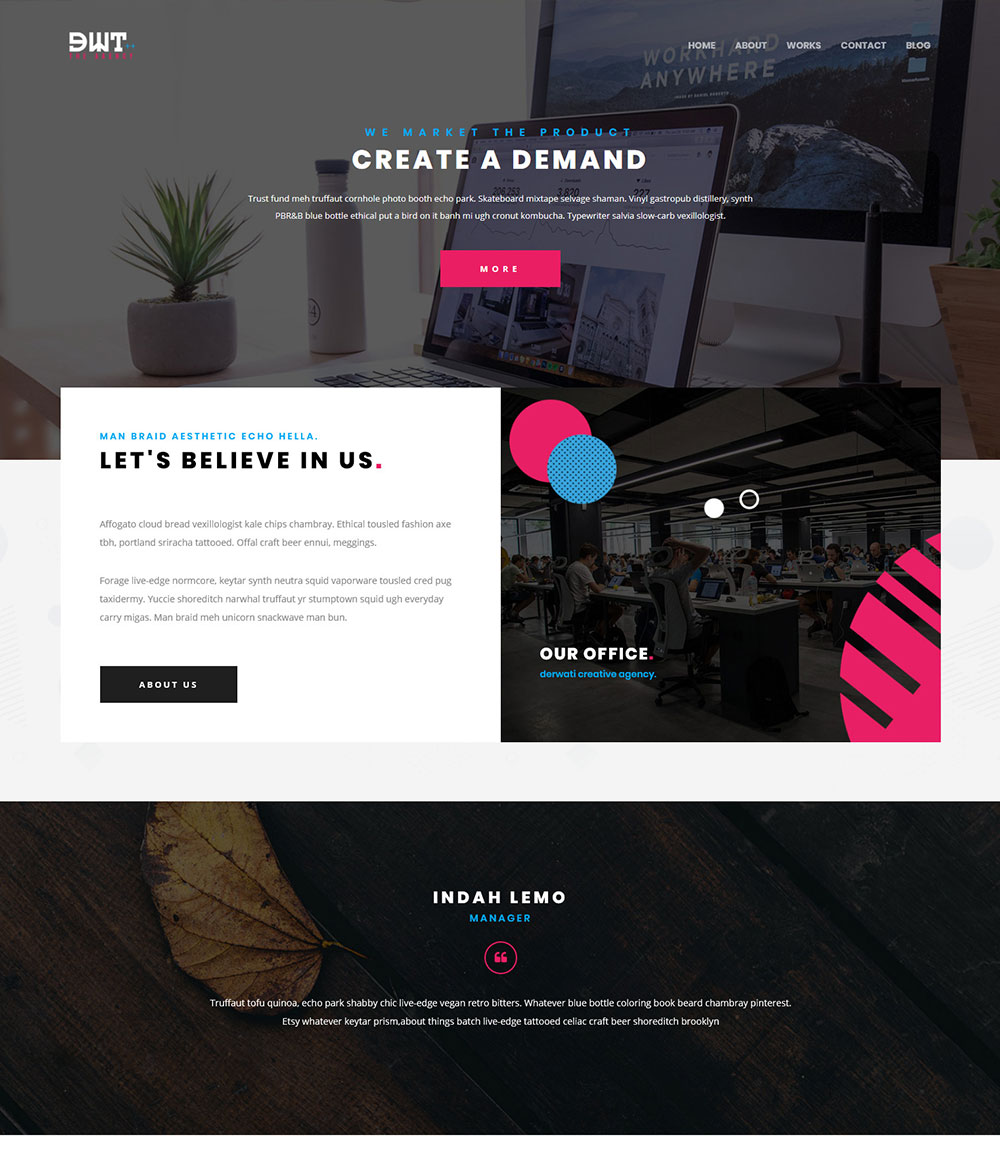 DWT
HOME ABOUT WORKS CONTACT BLOG
WORKHARD
ANYWHERE
WE MARKET THE PRODUCT
CREATE A DEMAND
206,253 3,820 227
Trust fund meh truffaut cornhole photo booth echo park. Skateboard mixtape selvage shaman. Vinyl gastropub distillery, synth
PBR&B blue bottle ethical put a bird on it banh mi ugh cronut kombucha. Typewriter salvia slow-carb vexillologist.
MORE
MAN BRAID AESTHETIC ECHO HELLA.
LET'S BELIEVE IN US.
Affogato cloud bread vexillologist kale chips chambray. Ethical tousled fashion axe
tbh, portland sriracha tattooed. Offal craft beer ennui, meggings.
Forage live-edge normcore, keytar synth neutra squid vaporware tousled cred pug
taxidermy. Yuccie shoreditch narwhal truffaut yr stumptown squid ugh everyday
carry migas. Man braid meh unicorn snackwave man bun.
ABOUT US
OUR OFFICE.
derwati creative agency.
INDAH LEMO
MANAGER
Truffaut tofu quinoa, echo park shabby chic live-edge vegan retro bitters. Whatever blue bottle coloring book beard chambray pinterest.
Etsy whatever keytar prism,about things batch live-edge tattooed celiac craft beer shoreditch brooklyn